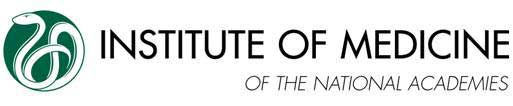 INSTITUTE OF MEDICINE
OF THE NATIONAL ACADEMIES